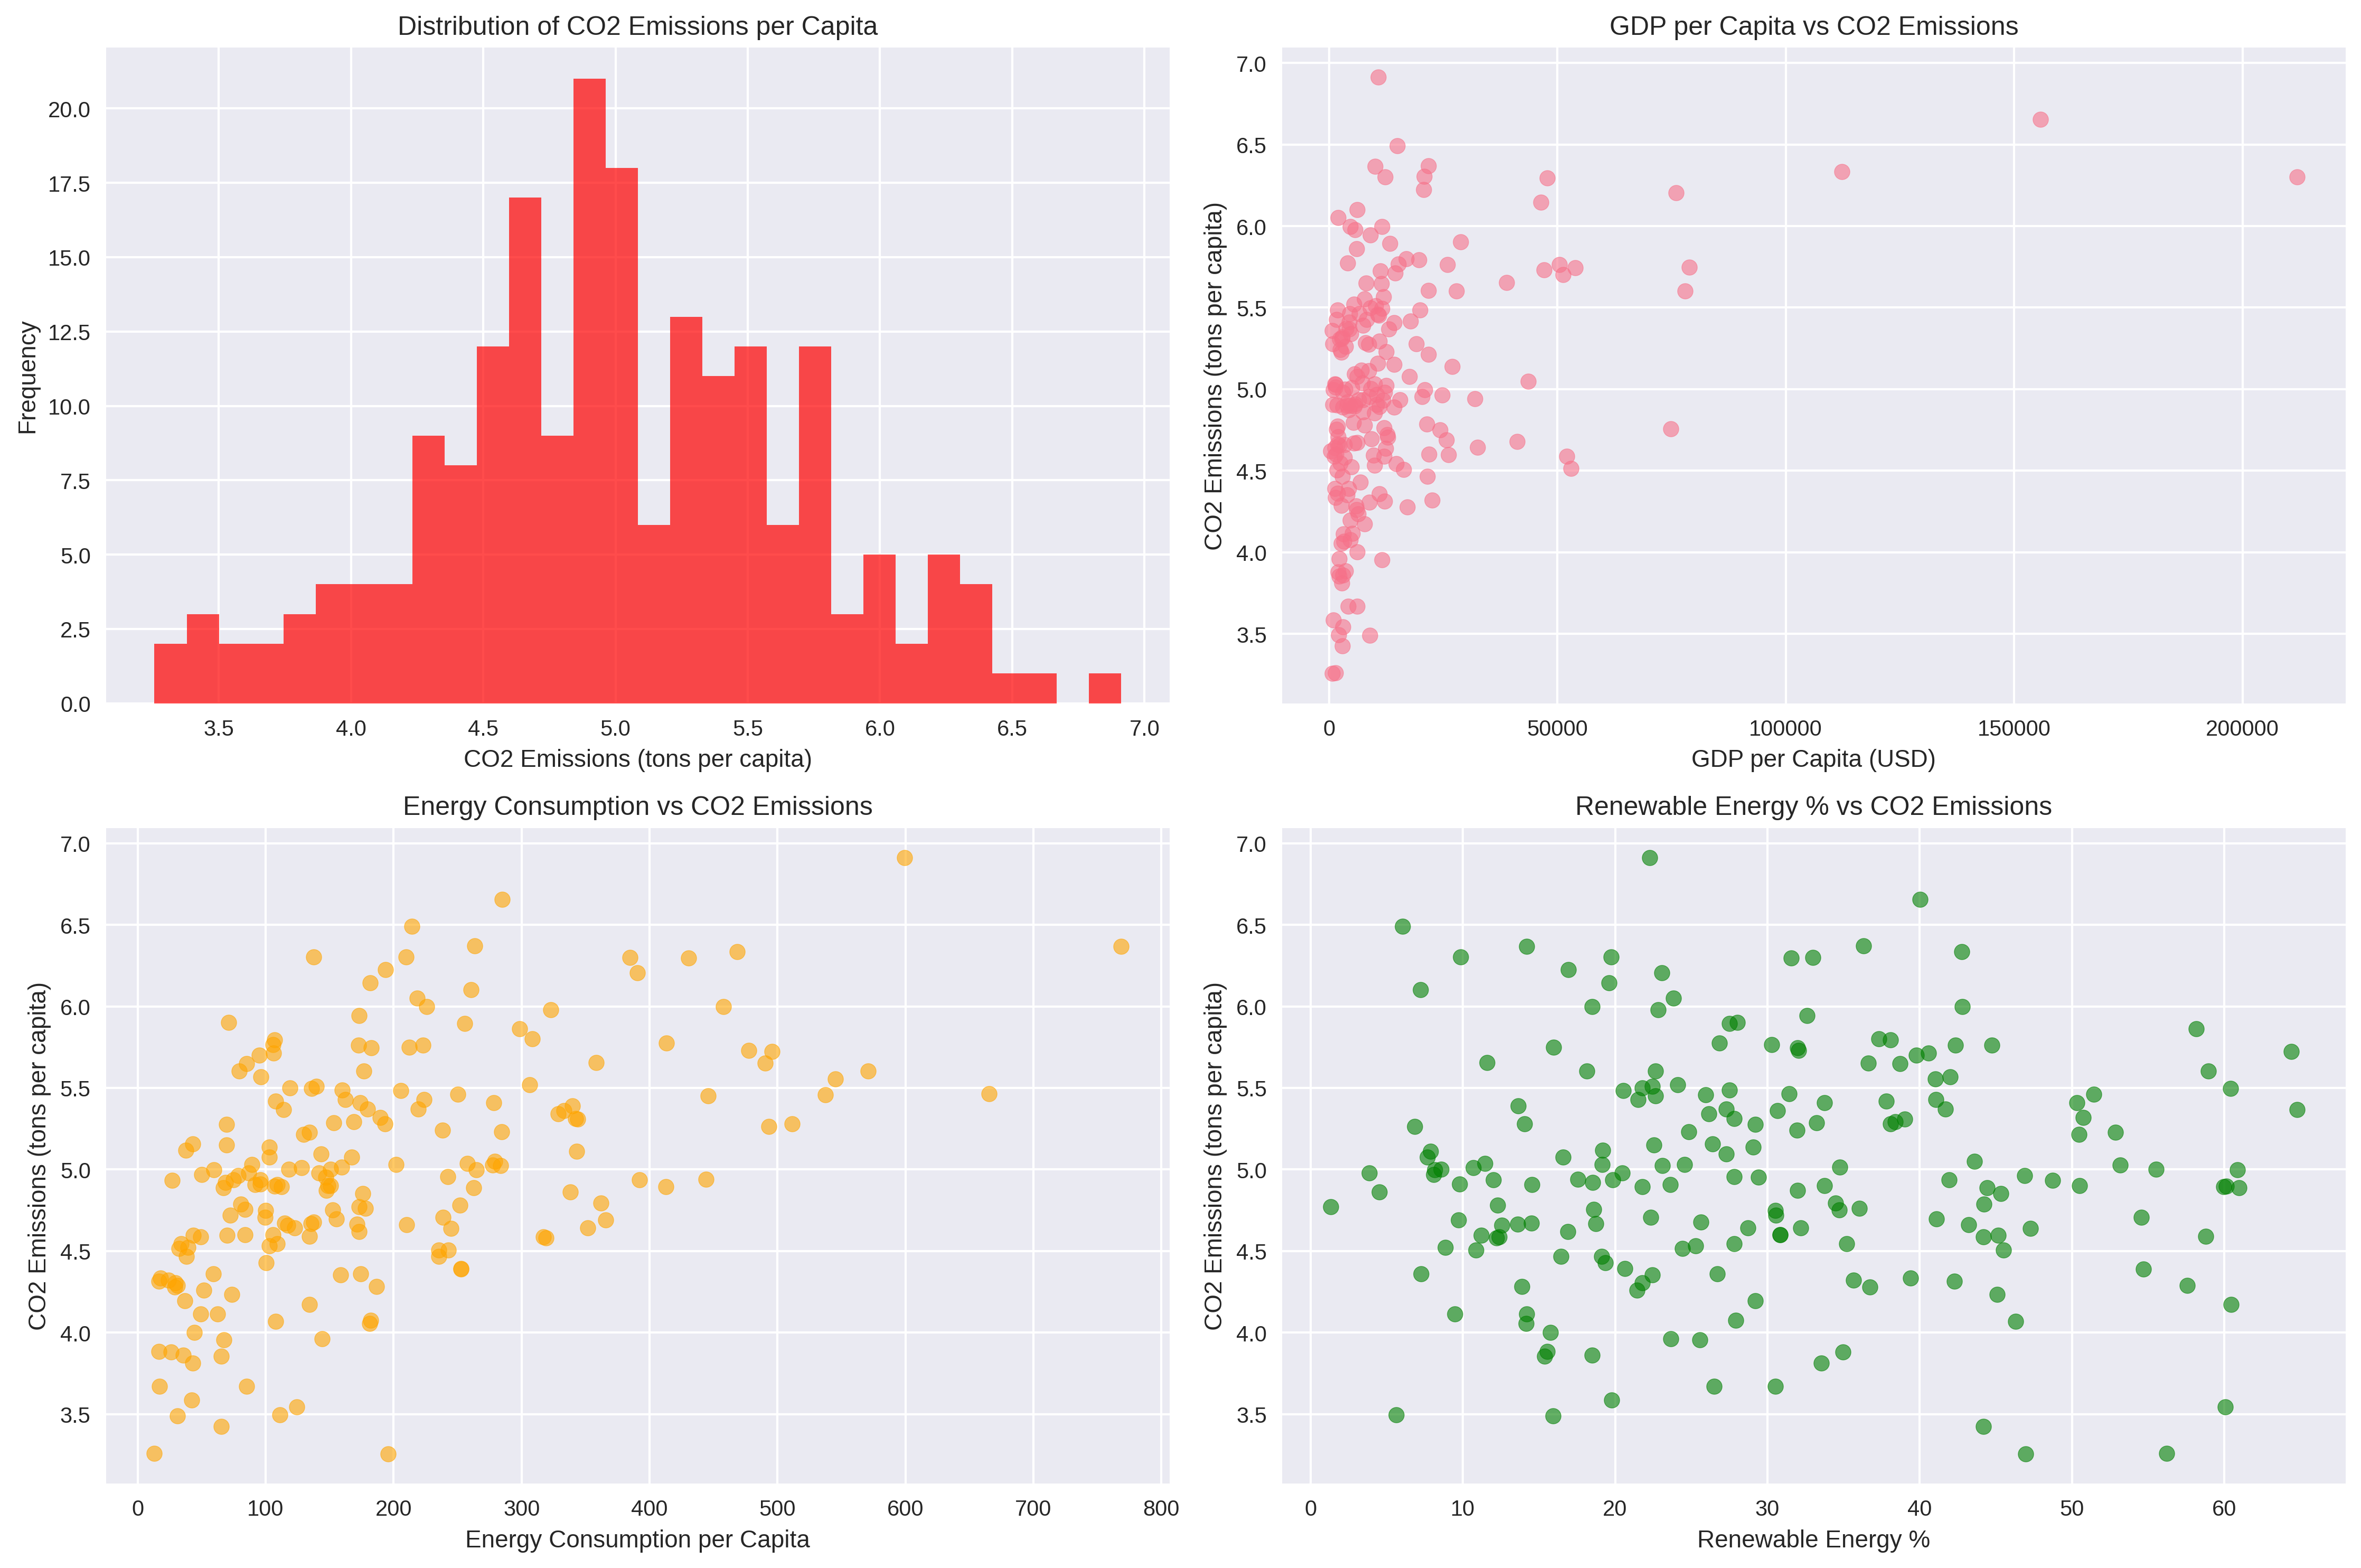 Distribution of CO2 Emissions per Capita
Frequency
20.0
17.5
15.0
12.5
10.0
7.5
5.0
2.5
0.0
3.5 4.0 4.5 5.0 5.5 6.0 6.5 7.0
CO2 Emissions (tons per capita)
GDP per Capita vs CO2 Emissions
CO2 Emissions (tons per capita)
7.0
6.5
6.0
5.5
5.0
4.5
4.0
3.5
0 50000 100000 150000 200000
GDP per Capita (USD)
Energy Consumption vs CO2 Emissions
CO2 Emissions (tons per capita)
7.0
6.5
6.0
5.5
5.0
4.5
4.0
3.5
0 100 200 300 400 500 600 700 800
Energy Consumption per Capita
Renewable Energy % vs CO2 Emissions
CO2 Emissions (tons per capita)
7.0
6.5
6.0
5.5
5.0
4.5
4.0
3.5
0 10 20 30 40 50 60
Renewable Energy %